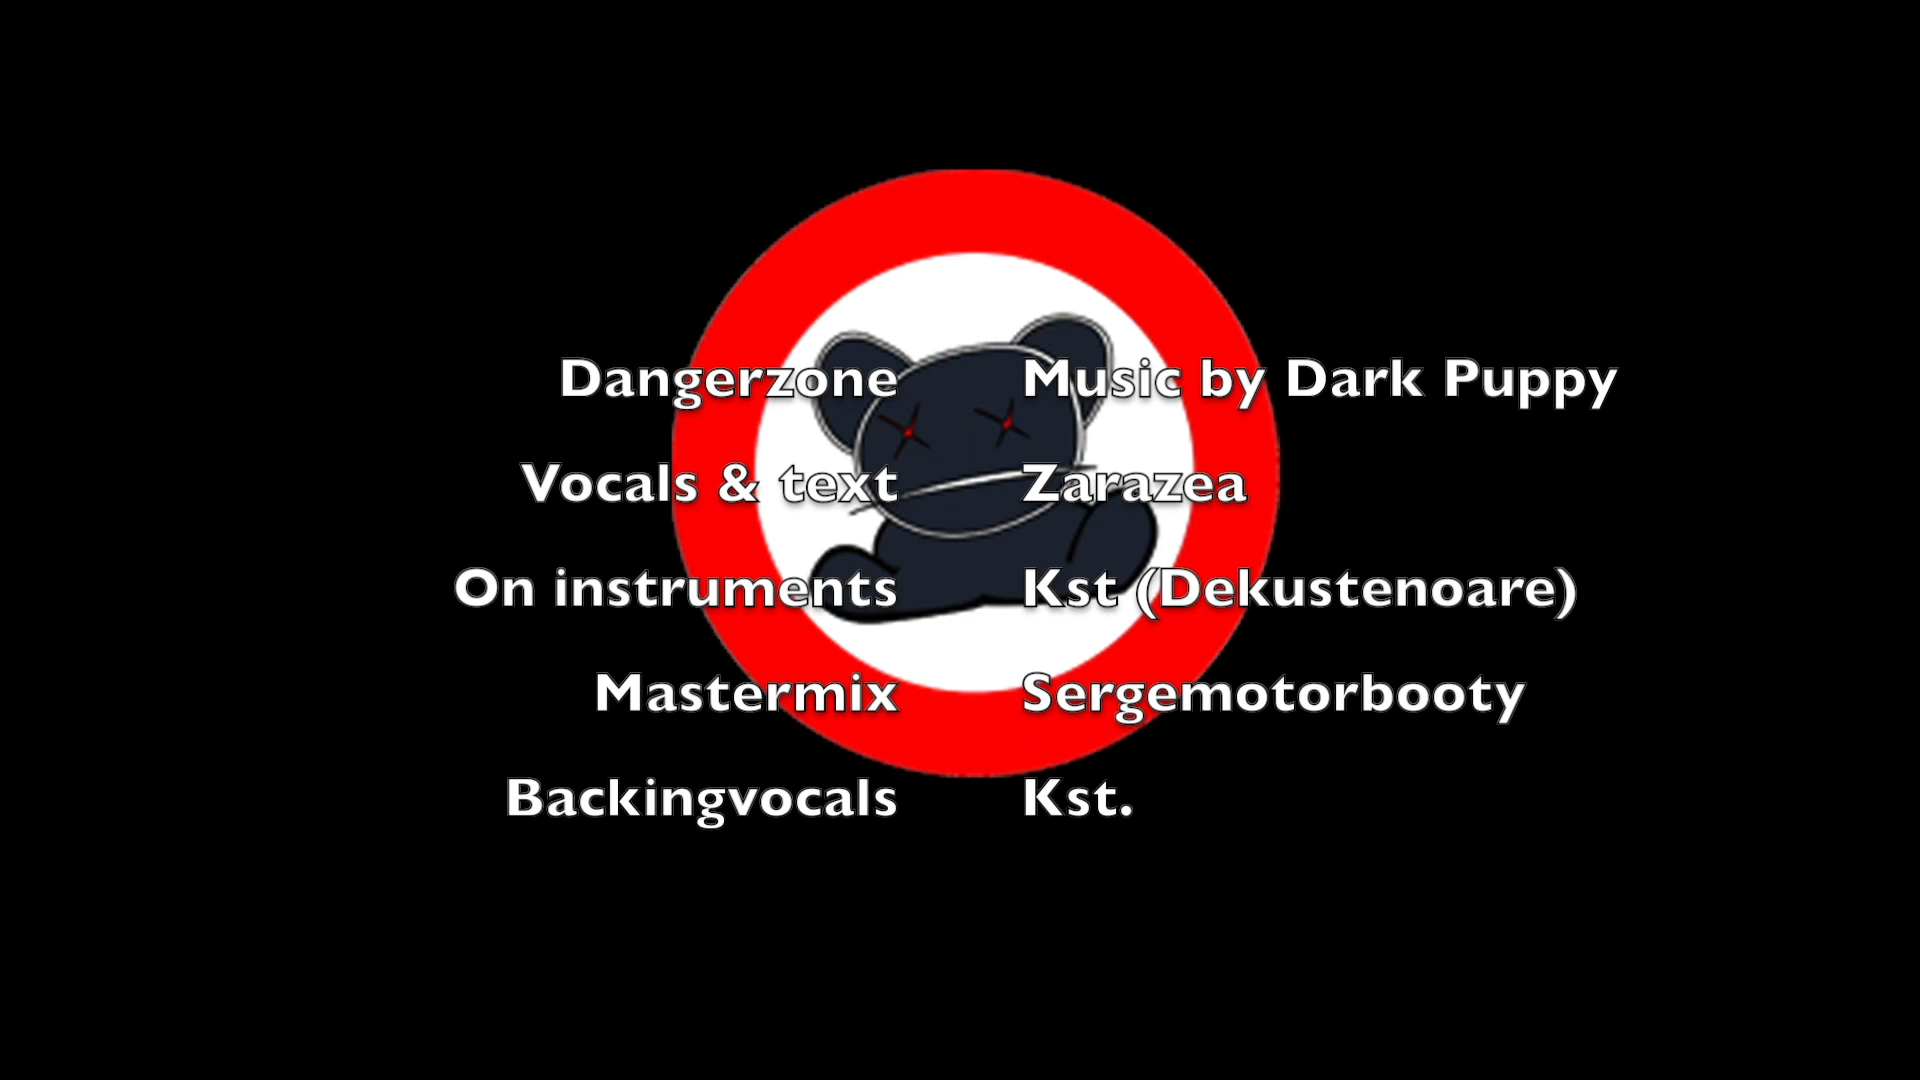 Dangerzone Music by Dark Puppy
Vocals & text Zarazea
On instruments Kst (Dekustenoare)
Mastermix Sergemotorbooty
Backingvocals Kst.